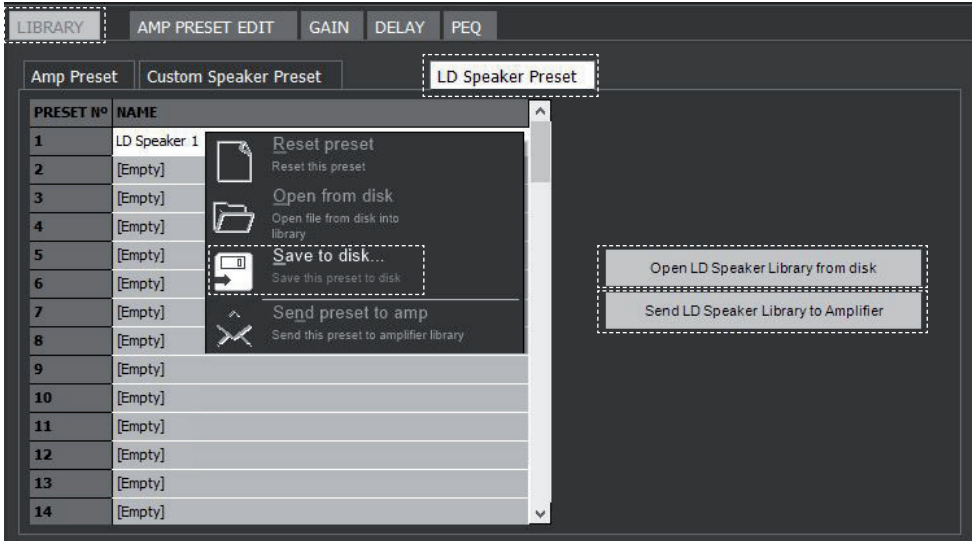 LIBRARY AMP PRESET EDIT GAIN DELAY PEQ
Amp Preset Custom Speaker Preset LD Speaker Preset
PRESET Nº NAME
1 LD Speaker 1
2 [Empty]
3 [Empty]
4 [Empty]
5 [Empty]
6 [Empty]
7 [Empty]
8 [Empty]
9 [Empty]
10 [Empty]
11 [Empty]
12 [Empty]
13 [Empty]
14 [Empty]
Reset preset
Reset this preset
Open from disk
Open file from disk into
library
Save to disk...
Save this preset to disk
Send preset to amp
Send this preset to amplifier library
Open LD Speaker Library from disk
Send LD Speaker Library to Amplifier